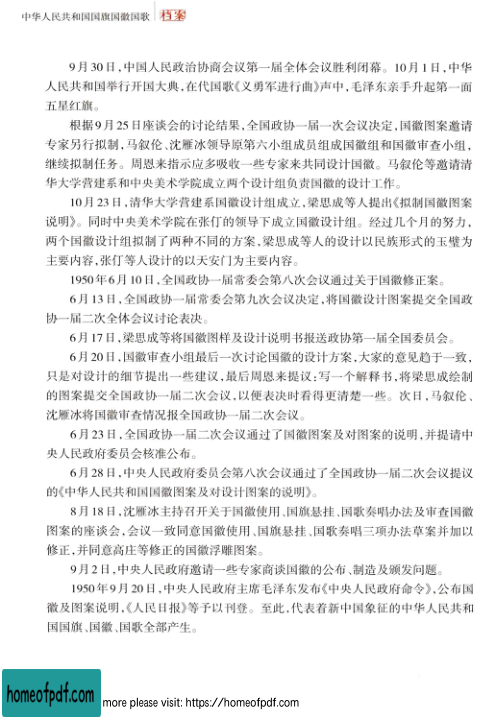 中华人民共和国国旗国徽国歌 档案
9月30日,中国人民政治协商会议第一届全体会议胜利闭幕。10月1日,中华
人民共和国举行开国大典,在代国歌《义勇军进行曲》声中,毛泽东亲手升起第一面
五星红旗。
根据9月25日座谈会的讨论结果,全国政协一届一次会议决定,国徽图案邀请
专家另行拟制,马叙伦、沈雁冰领导原第六小组成员组成国徽组和国徽审查小组,
继续拟制任务。周恩来指示应多吸收一些专家来共同设计国徽。马叙伦等邀请清
华大学营建系和中央美术学院成立两个设计组负责国徽的设计工作。
10月23日,清华大学营建系国徽设计组成立,梁思成等人提出《拟制国徽图案
说明》。同时中央美术学院在张仃的领导下成立国徽设计组。经过几个月的努力,
两个国徽设计组拟制了两种不同的方案,梁思成等人的设计以民族形式的玉璧为
主要内容,张仃等人设计的以天安门为主要内容。
1950年6月10日,全国政协一届常委会第八次会议通过关于国徽修正案。
6月13日,全国政协一届常委会第九次会议决定,将国徽设计图案提交全国政
协一届二次全体会议讨论表决。
6月17日,梁思成等将国徽图样及设计说明书报送政协第一届全国委员会。
6月20日,国徽审查小组最后一次讨论国徽的设计方案,大家的意见趋于一致,
只是对设计的细节提出一些建议,最后周恩来提议:写一个解释书,将梁思成绘制
的图案提交全国政协一届二次会议,以便表决时看得更清楚一些。次日,马叙伦、
沈雁冰将国徽审查情况报全国政协一届二次会议。
6月23日,全国政协一届二次会议通过了国徽图案及对图案的说明,并提请中
央人民政府委员会核准公布。
6月28日,中央人民政府委员会第八次会议通过了全国政协一届二次会议提议
的《中华人民共和国国徽图案及对设计图案的说明》。
8月18日,沈雁冰主持召开关于国徽使用、国旗悬挂、国歌奏唱办法及审查国徽
图案的座谈会,会议一致同意国徽使用、国旗悬挂、国歌奏唱三项办法草案并加以
修正,并同意高庄等修正的国徽浮雕图案。
9月2日,中央人民政府邀请一些专家商谈国徽的公布、制造及颁发问题。
1950年9月20日,中央人民政府主席毛泽东发布《中央人民政府命令》,公布国
徽及图案说明,《人民日报》等予以刊登。至此,代表着新中国象征的中华人民共和
国国旗、国徽、国歌全部产生。
homeofpdf.com more please visit: https://homeofpdf.com